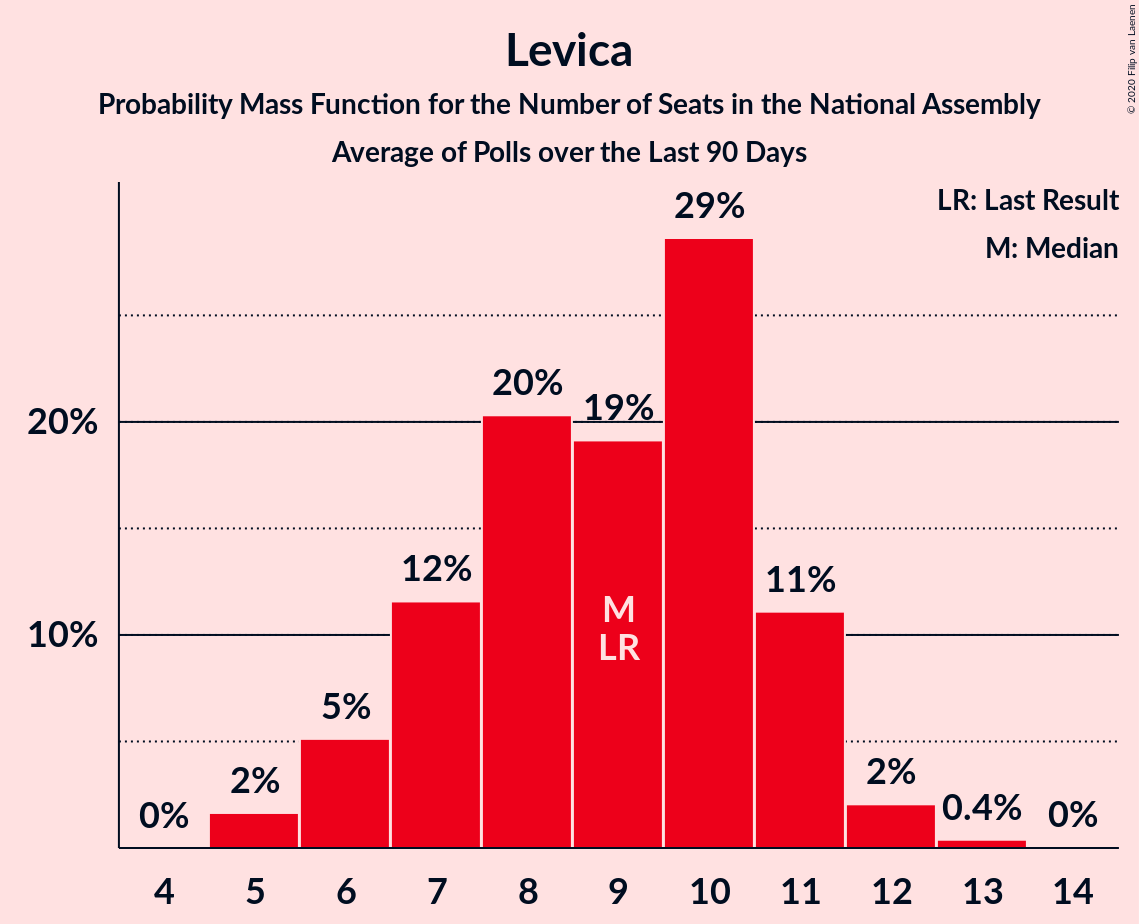 Levica
Probability Mass Function for the Number of Seats in the National Assembly
Average of Polls over the Last 90 Days
© 2020 Filip van Laenen
LR: Last Result
M: Median
29%
20%
19%
12%
11%
5%
2%
2%
0.4%
0%
0%
20%
10%
M
LR
4 5 6 7 8 9 10 11 12 13 14